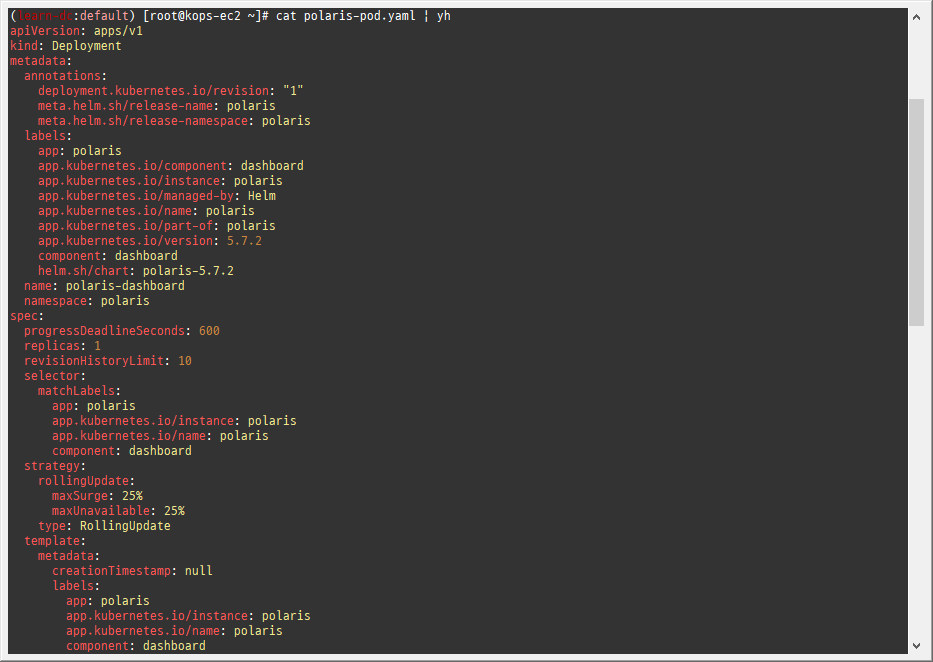 (learn-dt:default) [root@kops-ec2 ~]# cat polaris-pod.yaml | yh
apiVersion: apps/v1
kind: Deployment
metadata:
  annotations:
    deployment.kubernetes.io/revision: "1"
    meta.helm.sh/release-name: polaris
    meta.helm.sh/release-namespace: polaris
  labels:
    app: polaris
    app.kubernetes.io/component: dashboard
    app.kubernetes.io/instance: polaris
    app.kubernetes.io/managed-by: Helm
    app.kubernetes.io/name: polaris
    app.kubernetes.io/part-of: polaris
    app.kubernetes.io/version: 5.7.2
    component: dashboard
    helm.sh/chart: polaris-5.7.2
  name: polaris-dashboard
  namespace: polaris
spec:
  progressDeadlineSeconds: 600
  replicas: 1
  revisionHistoryLimit: 10
  selector:
    matchLabels:
      app: polaris
      app.kubernetes.io/instance: polaris
      app.kubernetes.io/name: polaris
      component: dashboard
  strategy:
    rollingUpdate:
      maxSurge: 25%
      maxUnavailable: 25%
    type: RollingUpdate
  template:
    metadata:
      creationTimestamp: null
      labels:
        app: polaris
        app.kubernetes.io/instance: polaris
        app.kubernetes.io/name: polaris
        component: dashboard